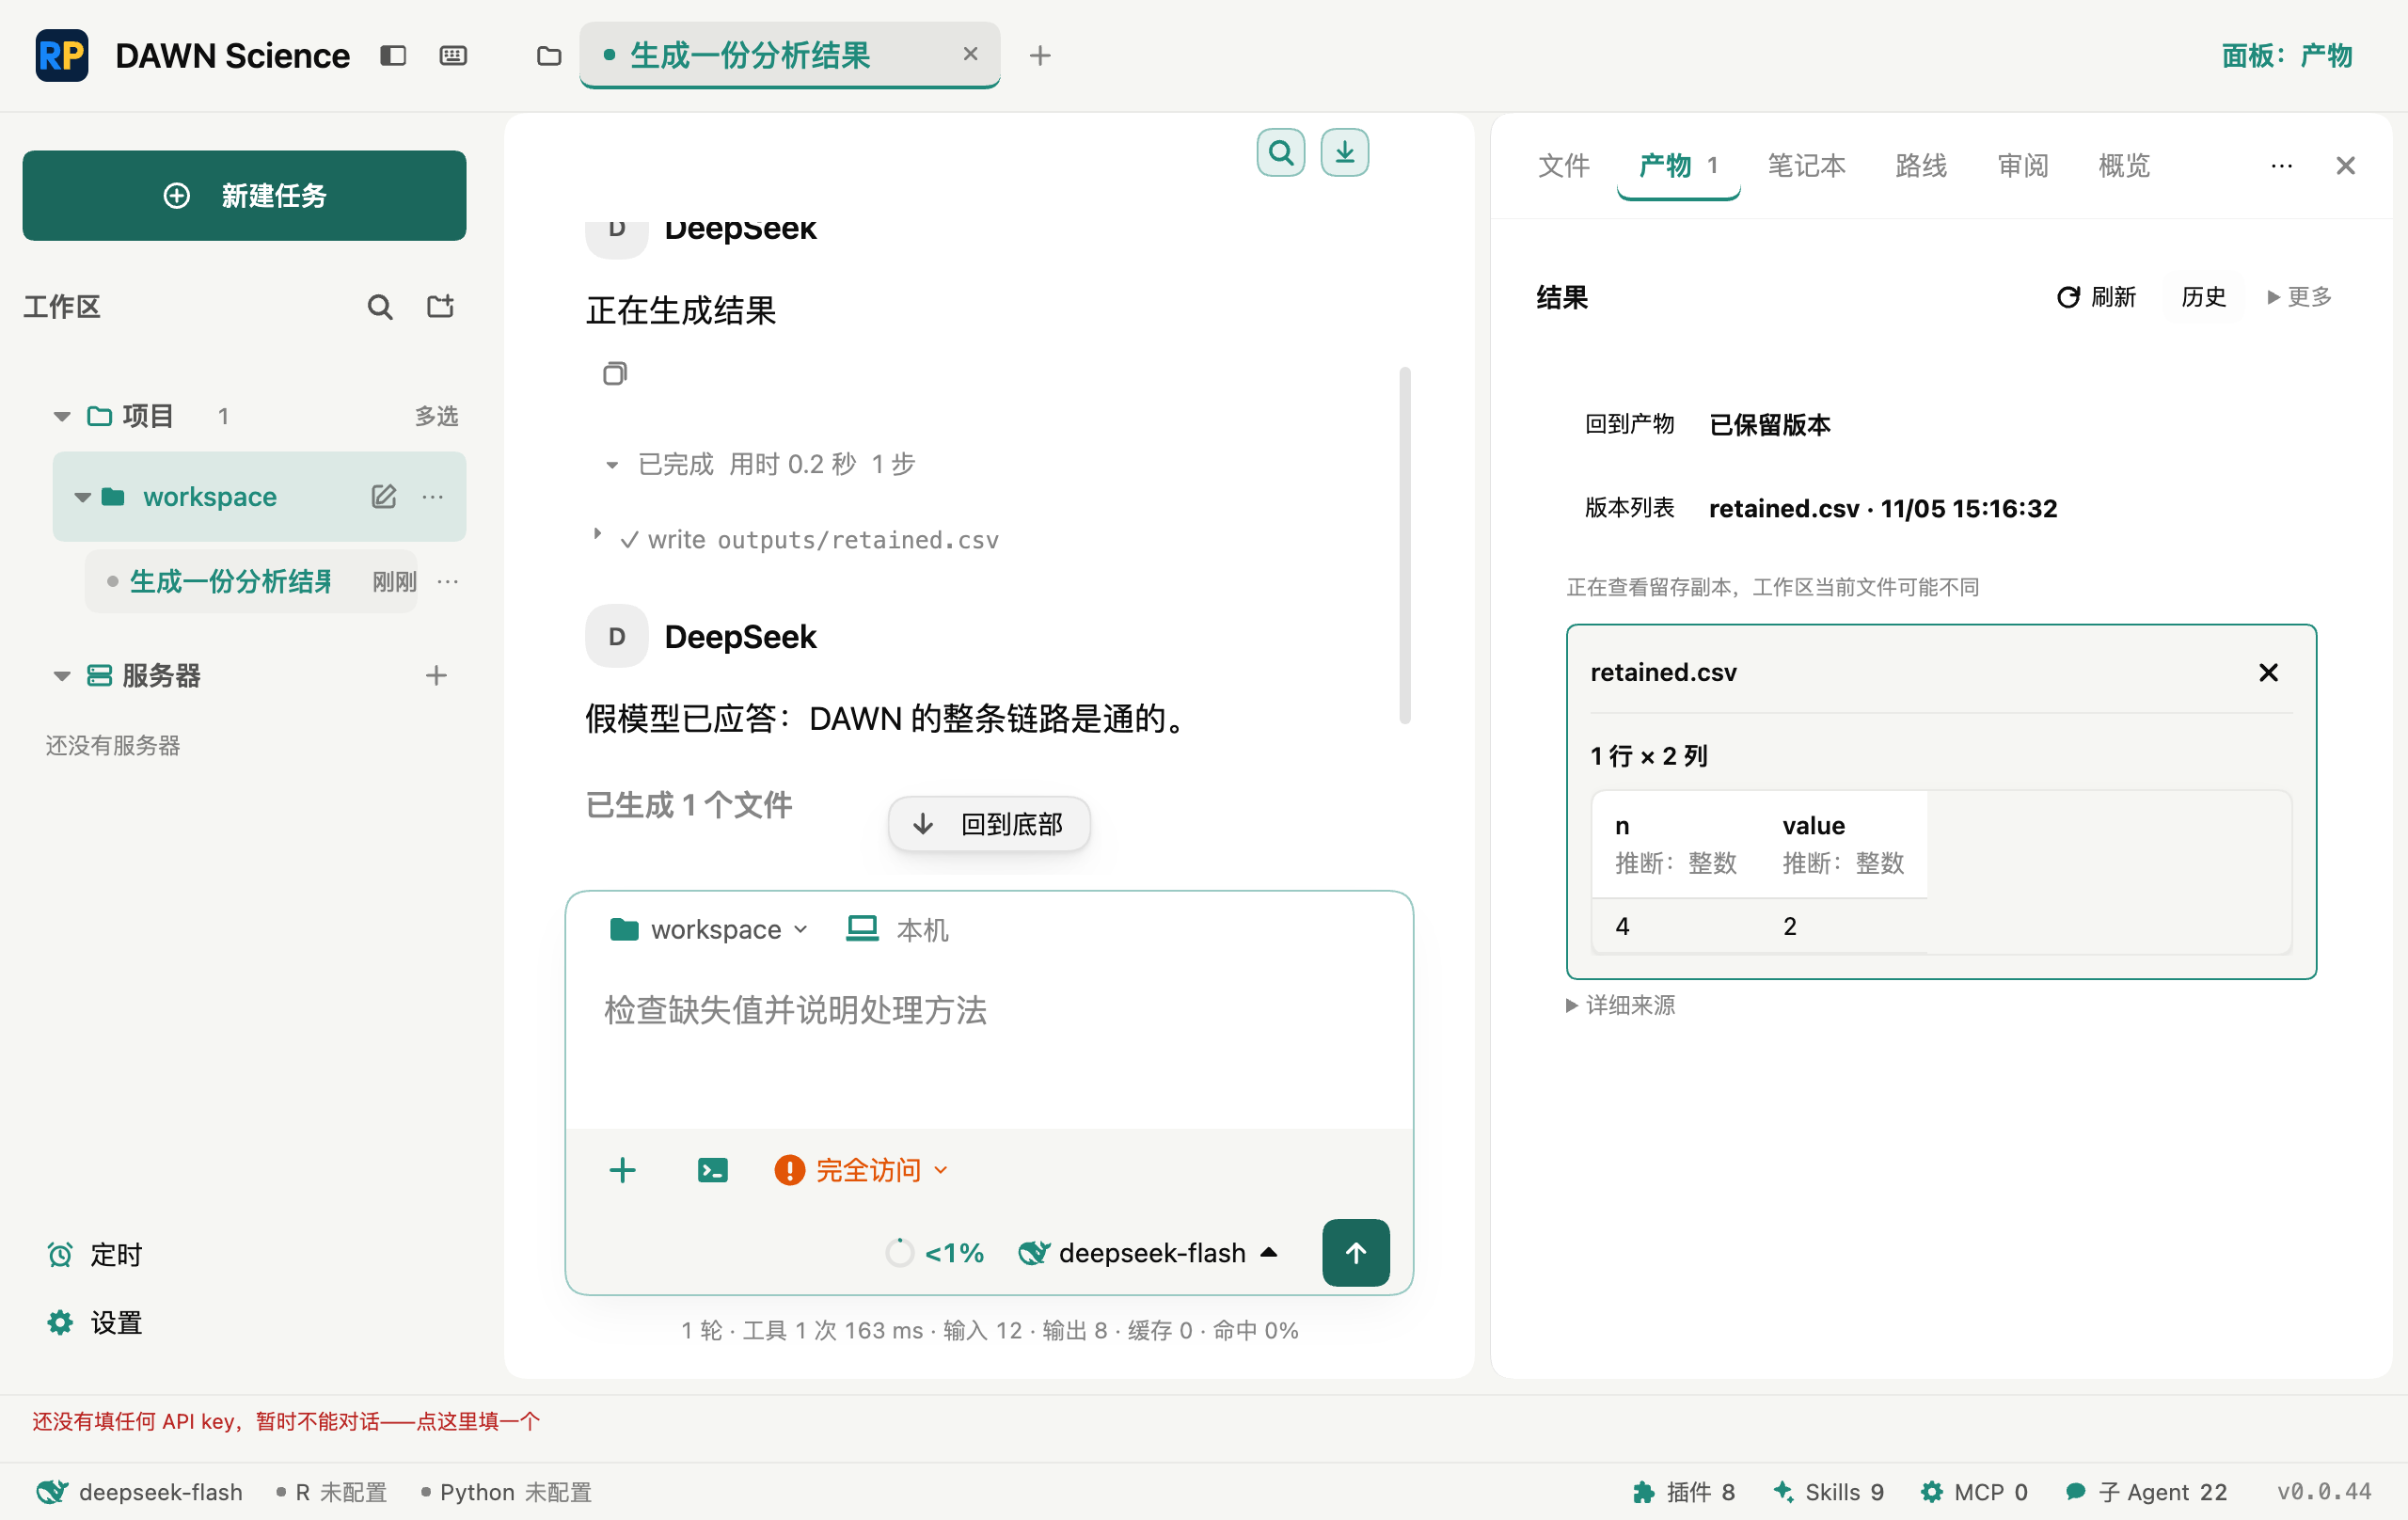 RP DAWN Science
生成一份分析结果
面板：产物
新建任务
工作区
项目 1 多选
workspace
生成一份分析结果 刚刚
服务器
还没有服务器
定时
设置
D DeepSeek
正在生成结果
已完成 用时 0.2 秒 1 步
write outputs/retained.csv
D DeepSeek
假模型已应答：DAWN 的整条链路是通的。
已生成 1 个文件
回到底部
workspace 本机
检查缺失值并说明处理方法
完全访问
<1% deepseek-flash
1 轮 · 工具 1 次 163 ms · 输入 12 · 输出 8 · 缓存 0 · 命中 0%
文件 产物 1 笔记本 路线 审阅 概览
结果 刷新 历史 更多
回到产物 已保留版本
版本列表 retained.csv · 11/05 15:16:32
正在查看留存副本，工作区当前文件可能不同
retained.csv
1 行 × 2 列
n value
推断：整数 推断：整数
4 2
详细来源
还没有填任何 API key，暂时不能对话——点这里填一个
deepseek-flash R 未配置 Python 未配置 插件 8 Skills 9 MCP 0 子 Agent 22 v0.0.44